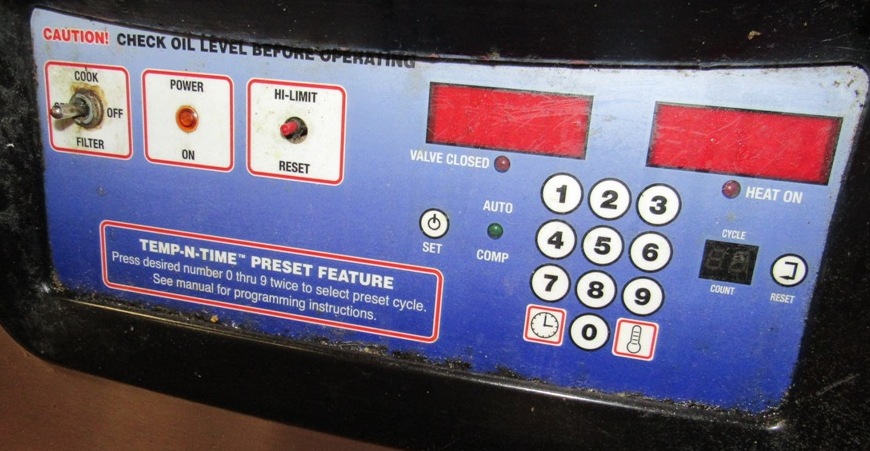 CAUTION! CHECK OIL LEVEL BEFORE OPERATING
COOK
OFF
FILTER
POWER
ON
HI-LIMIT
RESET
VALVE CLOSED
HEAT ON
SET
AUTO
COMP
1 2 3
4 5 6
7 8 9
0
CYCLE
COUNT
RESET
TEMP-N-TIME™ PRESET FEATURE
Press desired number 0 thru 9 twice to select preset cycle.
See manual for programming instructions.